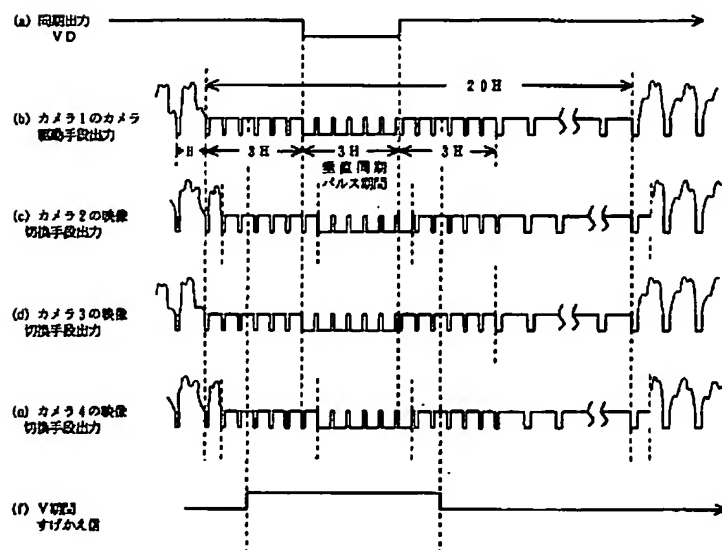 (a) 同期出力
VD
20H
(b) カメラ1のカメラ
駆動手段出力
H
3H
3H
3H
垂直同期
パルス期間
(c) カメラ2の映像
切換手段出力
(d) カメラ3の映像
切換手段出力
(e) カメラ4の映像
切換手段出力
(f) V期間
すげかえ信